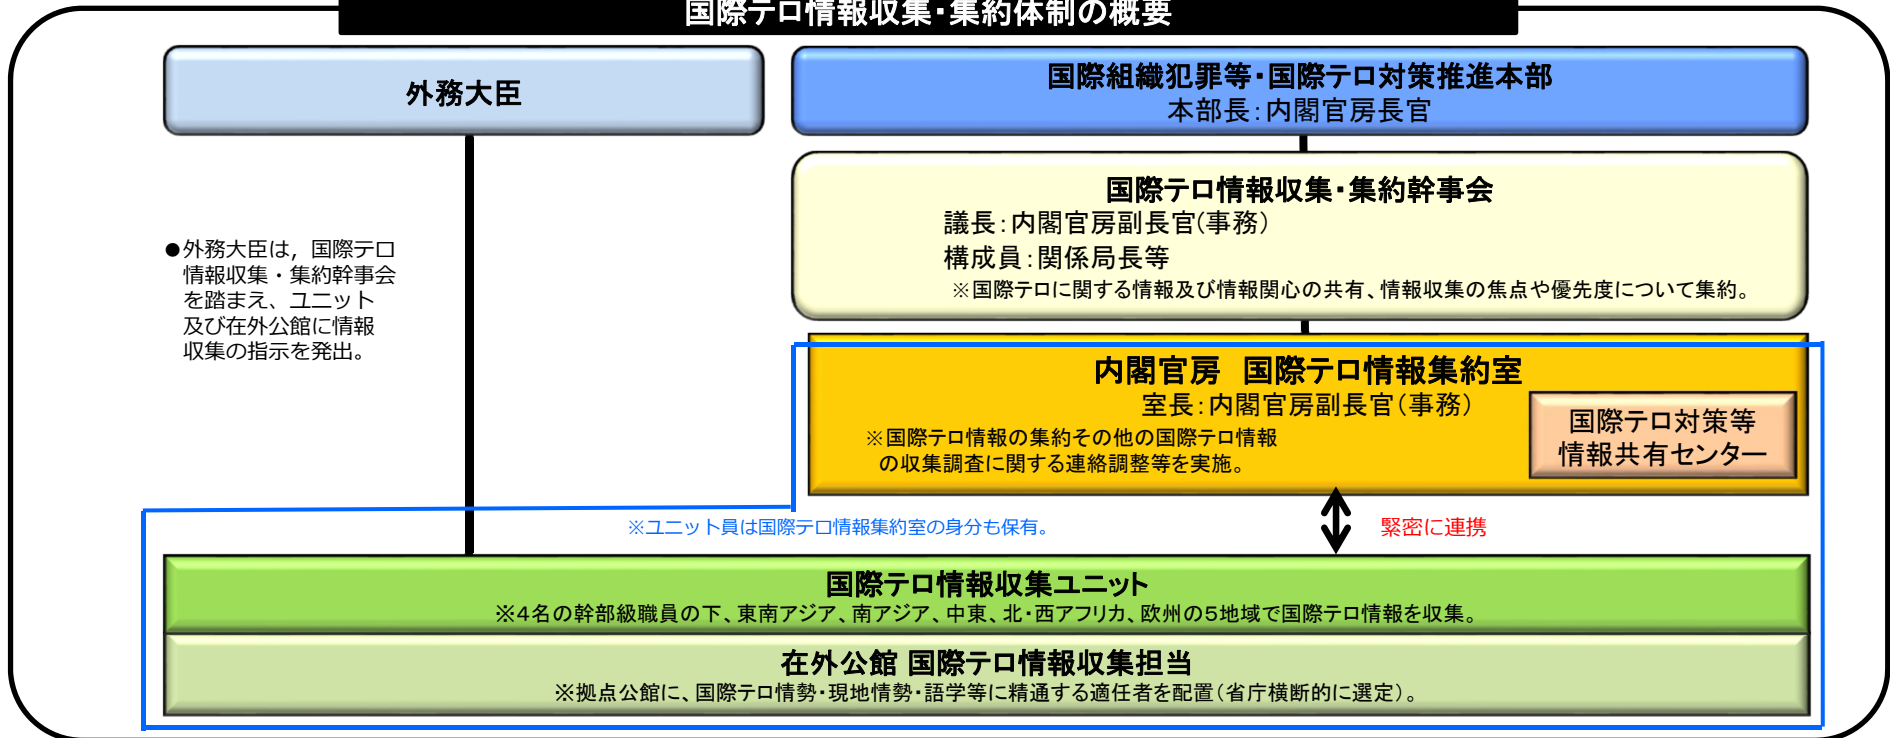 国際テロ情報収集・集約体制の概要
外務大臣
国際組織犯罪等・国際テロ対策推進本部
本部長：内閣官房長官
国際テロ情報収集・集約幹事会
議長：内閣官房副長官(事務)
構成員：関係局長等
※国際テロに関する情報及び情報関心の共有、情報収集の焦点や優先度について集約。
●外務大臣は，国際テロ
情報収集・集約幹事会
を踏まえ、ユニット
及び在外公館に情報
収集の指示を発出。
内閣官房　国際テロ情報集約室
室長：内閣官房副長官（事務）
※国際テロ情報の集約その他の国際テロ情報
の収集調査に関する連絡調整等を実施。
国際テロ対策等
情報共有センター
※ユニット員は国際テロ情報集約室の身分も保有。
緊密に連携
国際テロ情報収集ユニット
※４名の幹部級職員の下、東南アジア、南アジア、中東、北・西アフリカ、欧州の５地域で国際テロ情報を収集。
在外公館 国際テロ情報収集担当
※拠点公館に、国際テロ情勢・現地情勢・語学等に精通する適任者を配置（省庁横断的に選定）。